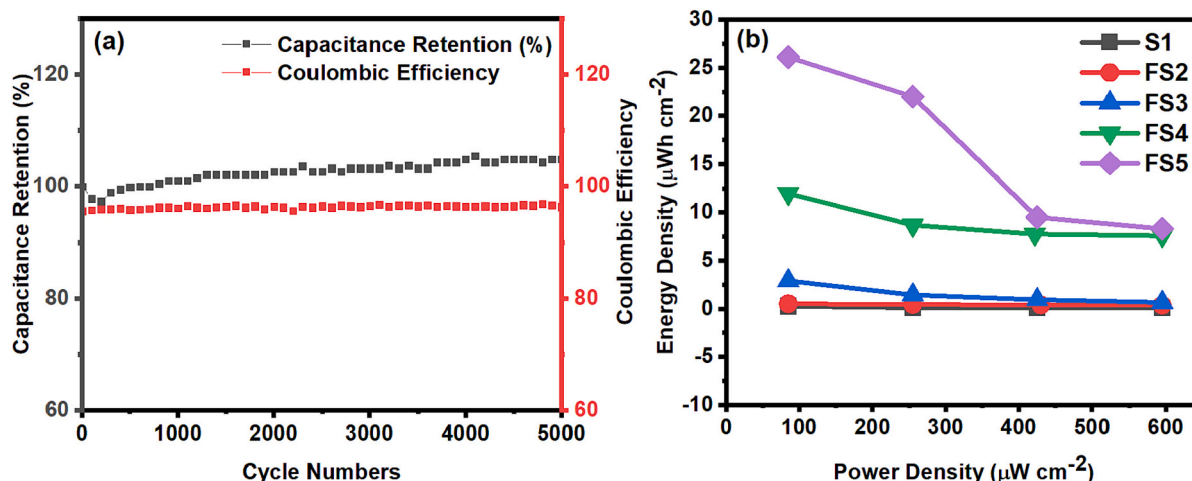 (a)
Capacitance Retention (%)
Coulombic Efficiency
120
100
80
60
Capacitance Retention (%)
120
100
80
60
Coulombic Efficiency
0
1000
2000
3000
4000
5000
Cycle Numbers
(b)
S1
FS2
FS3
FS4
FS5
30
25
20
15
10
5
0
-5
-10
Energy Density (μWh cm-2)
0
100
200
300
400
500
600
Power Density (μW cm-2)